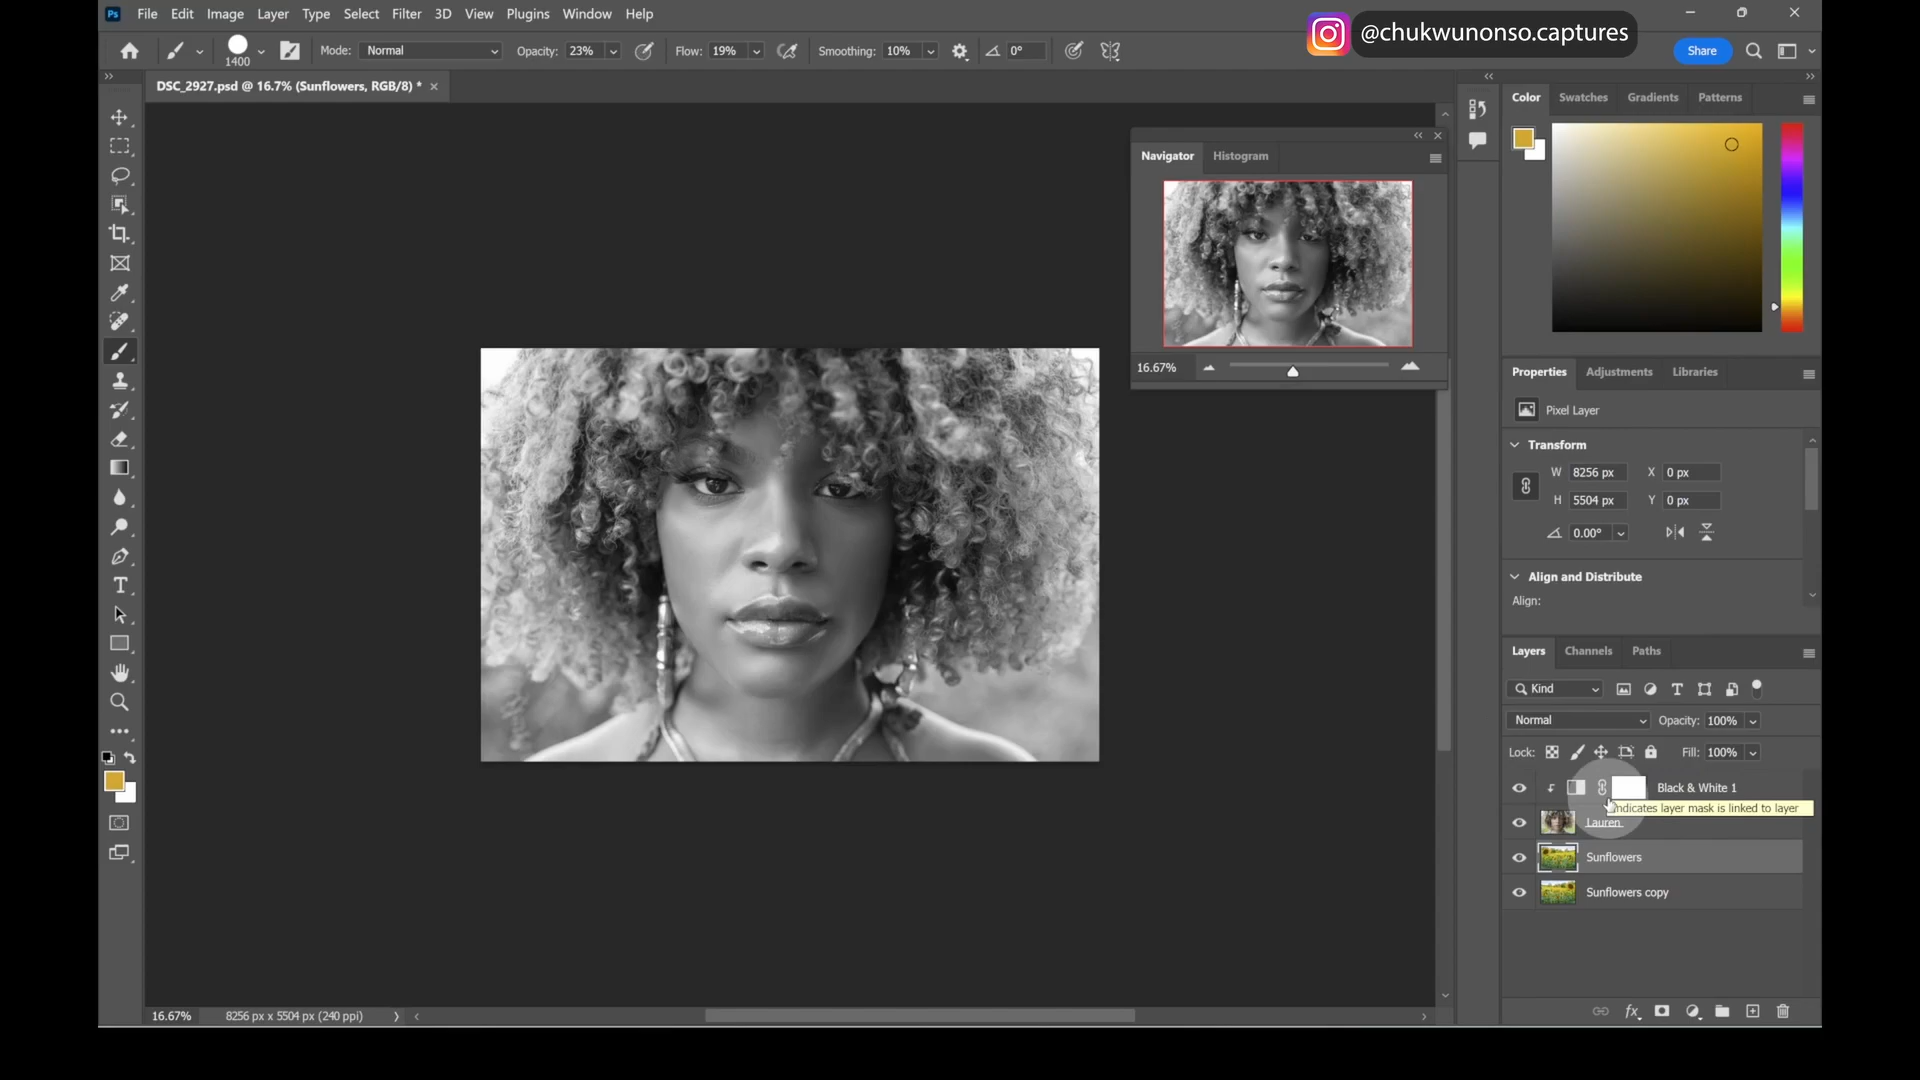 Ps File Edit Image Layer Type Select Filter 3D View Plugins Window Help
@chukwunonso.captures
1400 Mode: Normal Opacity: 23% Flow: 19% Smoothing: 10% 0° Share
DSC_2927.psd @ 16.7% (Sunflowers, RGB/8) *
Navigator Histogram
16.67%
Color Swatches Gradients Patterns
Properties Adjustments Libraries
Pixel Layer
Transform
W 8256 px X 0 px
H 5504 px Y 0 px
0.00°
Align and Distribute
Align:
Layers Channels Paths
Kind
Normal Opacity: 100%
Lock: Fill: 100%
Black & White 1
Indicates layer mask is linked to layer
Lauren
Sunflowers
Sunflowers copy
fx
16.67% 8256 px x 5504 px (240 ppi)